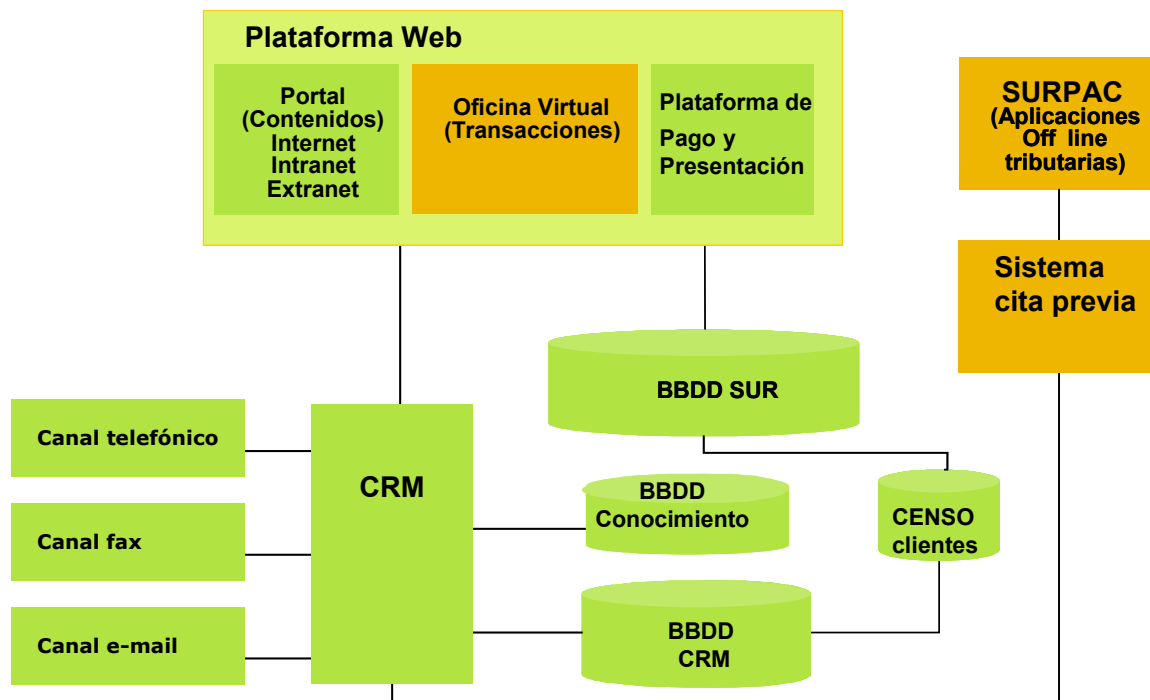 Plataforma Web
Portal
(Contenidos)
Internet
Intranet
Extranet
Oficina Virtual
(Transacciones)
Plataforma de
Pago y
Presentación
SURPAC
(Aplicaciones
Off line
tributarias)
Sistema
cita previa
BBDD SUR
Canal telefónico
Canal fax
Canal e-mail
CRM
BBDD
Conocimiento
CENSO
clientes
BBDD
CRM